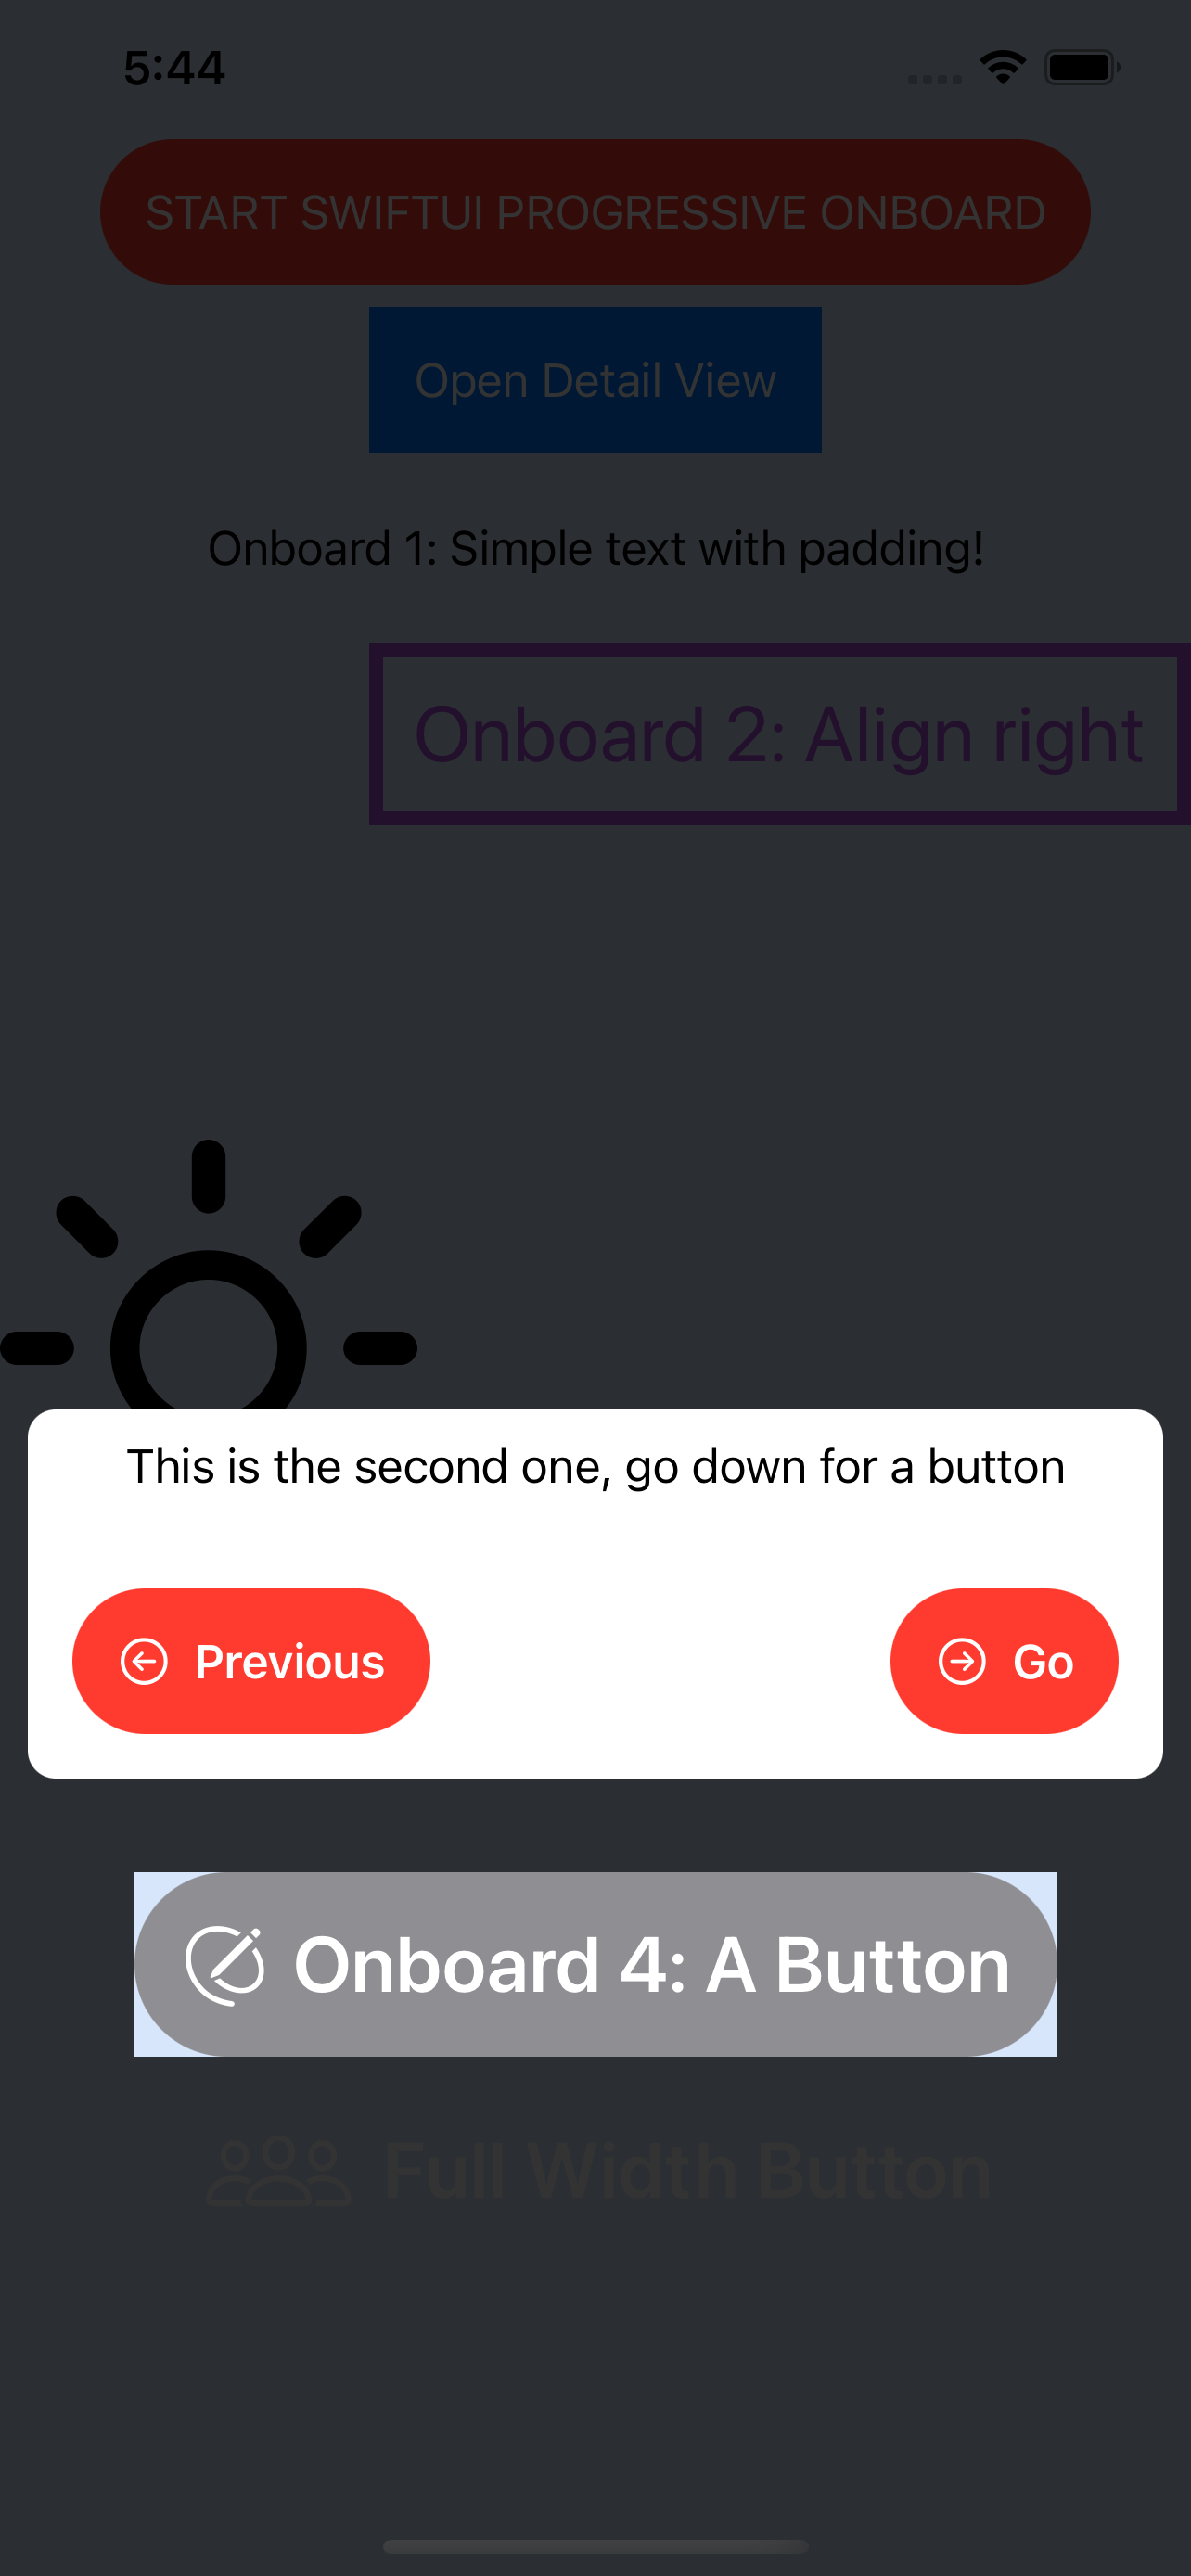 5:44
START SWIFTUI PROGRESSIVE ONBOARD
Open Detail View
Onboard 1: Simple text with padding!
Onboard 2: Align right
This is the second one, go down for a button
Previous
Go
Onboard 4: A Button
Full Width Button